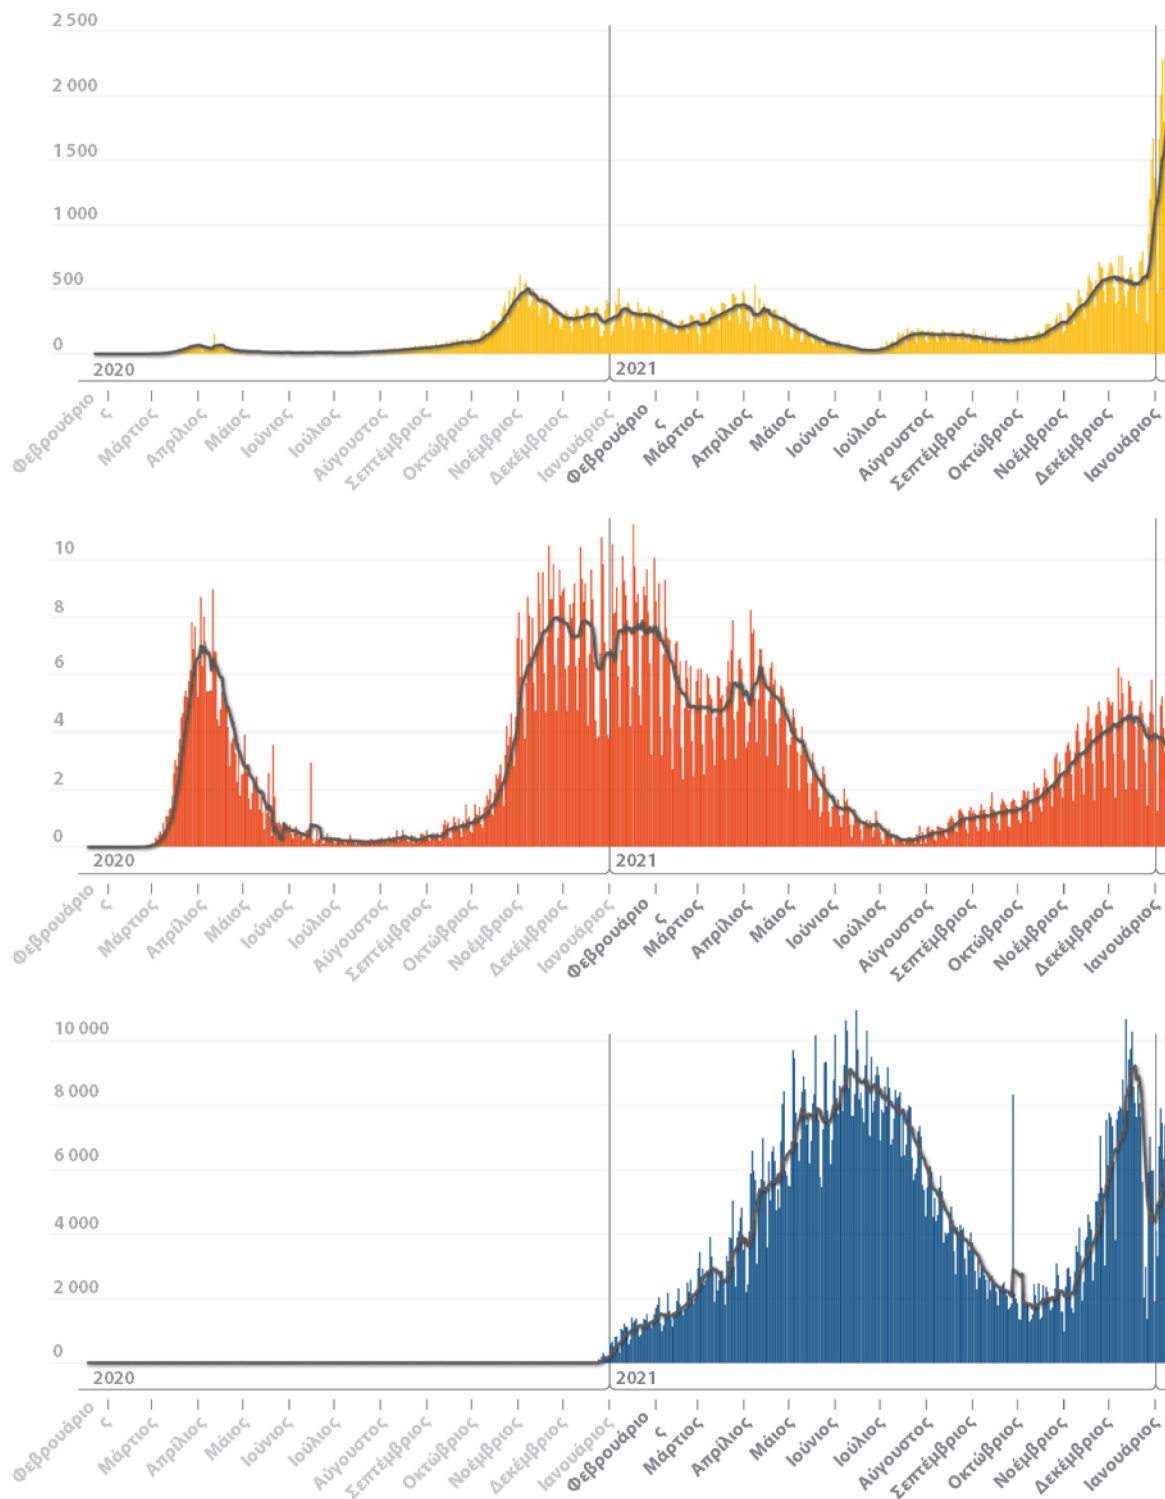 2 500
2 000
1 500
1 000
500
0
2020
2021
Φεβρουάριο
ς
Μάρτιος
Απρίλιος
Μάιος
Ιούνιος
Ιούλιος
Αύγουστος
Σεπτέμβριος
Οκτώβριος
Νοέμβριος
Δεκέμβριος
Ιανουάριος
Φεβρουάριο
ς
Μάρτιος
Απρίλιος
Μάιος
Ιούνιος
Ιούλιος
Αύγουστος
Σεπτέμβριος
Οκτώβριος
Νοέμβριος
Δεκέμβριος
Ιανουάριος
10
8
6
4
2
0
2020
2021
Φεβρουάριο
ς
Μάρτιος
Απρίλιος
Μάιος
Ιούνιος
Ιούλιος
Αύγουστος
Σεπτέμβριος
Οκτώβριος
Νοέμβριος
Δεκέμβριος
Ιανουάριος
Φεβρουάριο
ς
Μάρτιος
Απρίλιος
Μάιος
Ιούνιος
Ιούλιος
Αύγουστος
Σεπτέμβριος
Οκτώβριος
Νοέμβριος
Δεκέμβριος
Ιανουάριος
10 000
8 000
6 000
4 000
2 000
0
2020
2021
Φεβρουάριο
ς
Μάρτιος
Απρίλιος
Μάιος
Ιούνιος
Ιούλιος
Αύγουστος
Σεπτέμβριος
Οκτώβριος
Νοέμβριος
Δεκέμβριος
Ιανουάριος
Φεβρουάριο
ς
Μάρτιος
Απρίλιος
Μάιος
Ιούνιος
Ιούλιος
Αύγουστος
Σεπτέμβριος
Οκτώβριος
Νοέμβριος
Δεκέμβριος
Ιανουάριος